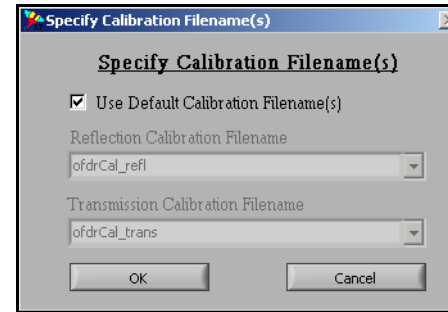 Specify Calibration Filename(s)
Specify Calibration Filename(s)
Use Default Calibration Filename(s)
Reflection Calibration Filename
ofdrCal_refl
Transmission Calibration Filename
ofdrCal_trans
OK Cancel